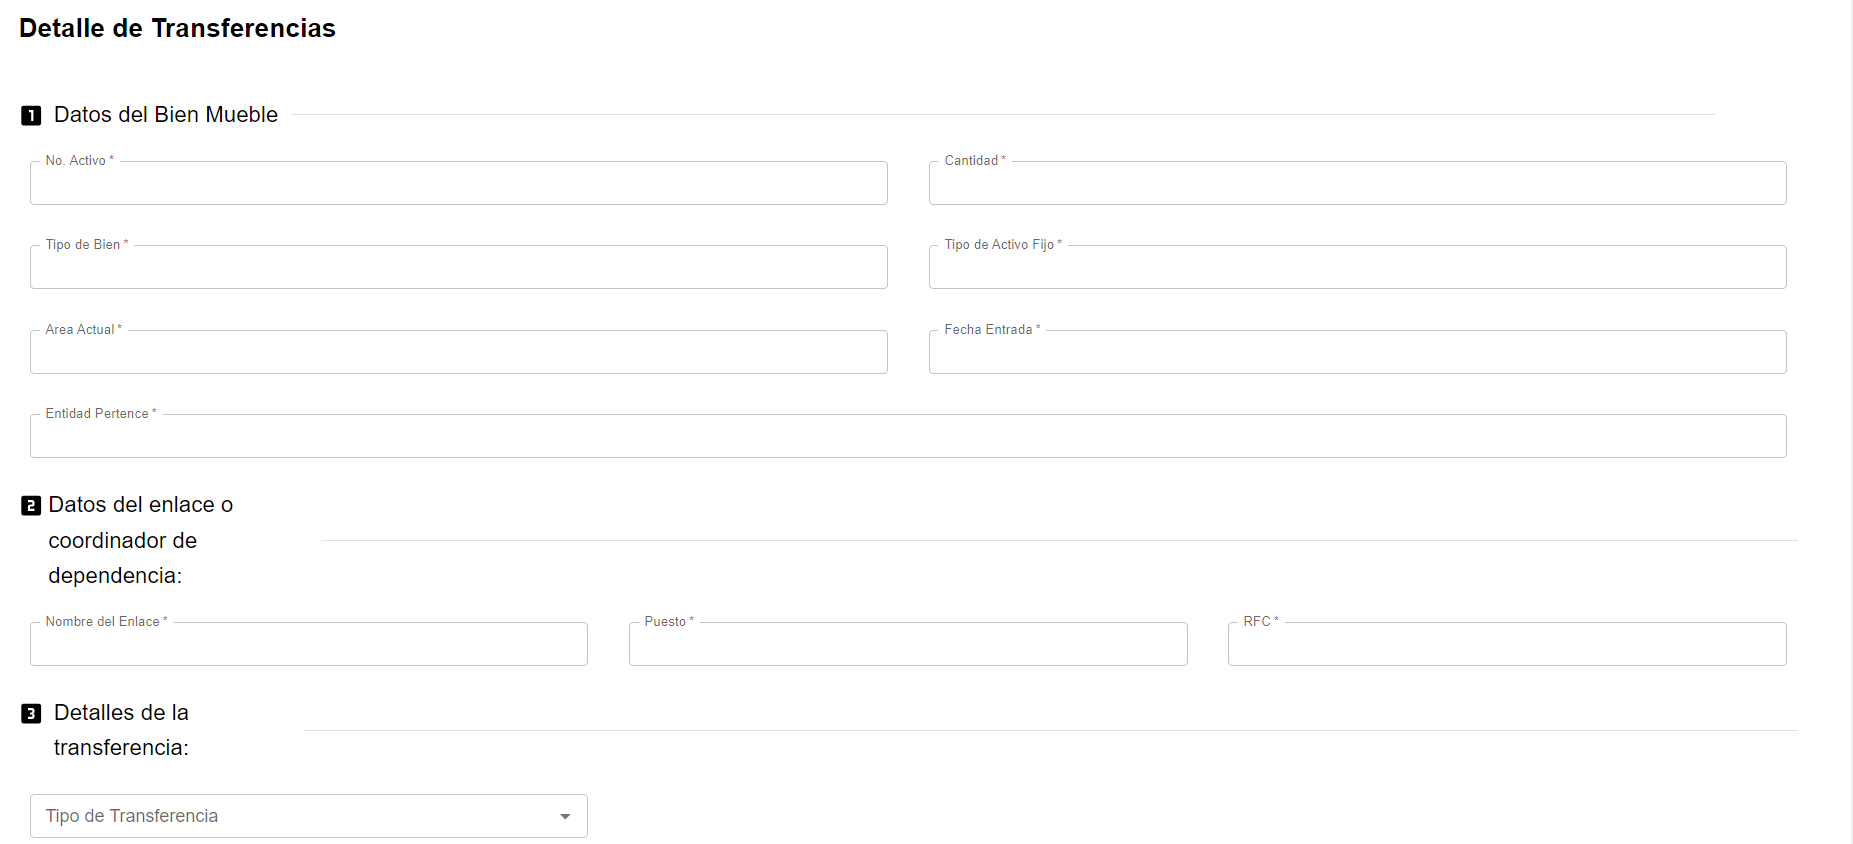 Detalle de Transferencias
1 Datos del Bien Mueble
No. Activo *
Cantidad *
Tipo de Bien *
Tipo de Activo Fijo *
Area Actual *
Fecha Entrada *
Entidad Pertence *
2 Datos del enlace o
coordinador de
dependencia:
Nombre del Enlace *
Puesto *
RFC *
3 Detalles de la
transferencia:
Tipo de Transferencia